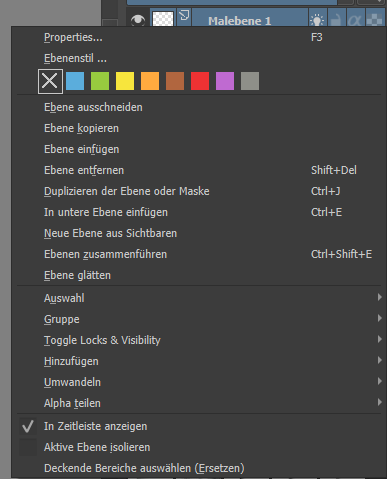 Malebene 1
Properties... F3
Ebenenstil ...
Ebene ausschneiden
Ebene kopieren
Ebene einfügen
Ebene entfernen Shift+Del
Duplizieren der Ebene oder Maske Ctrl+J
In untere Ebene einfügen Ctrl+E
Neue Ebene aus Sichtbaren
Ebenen zusammenführen Ctrl+Shift+E
Ebene glätten
Auswahl
Gruppe
Toggle Locks & Visibility
Hinzufügen
Umwandeln
Alpha teilen
In Zeitleiste anzeigen
Aktive Ebene isolieren
Deckende Bereiche auswählen (Ersetzen)